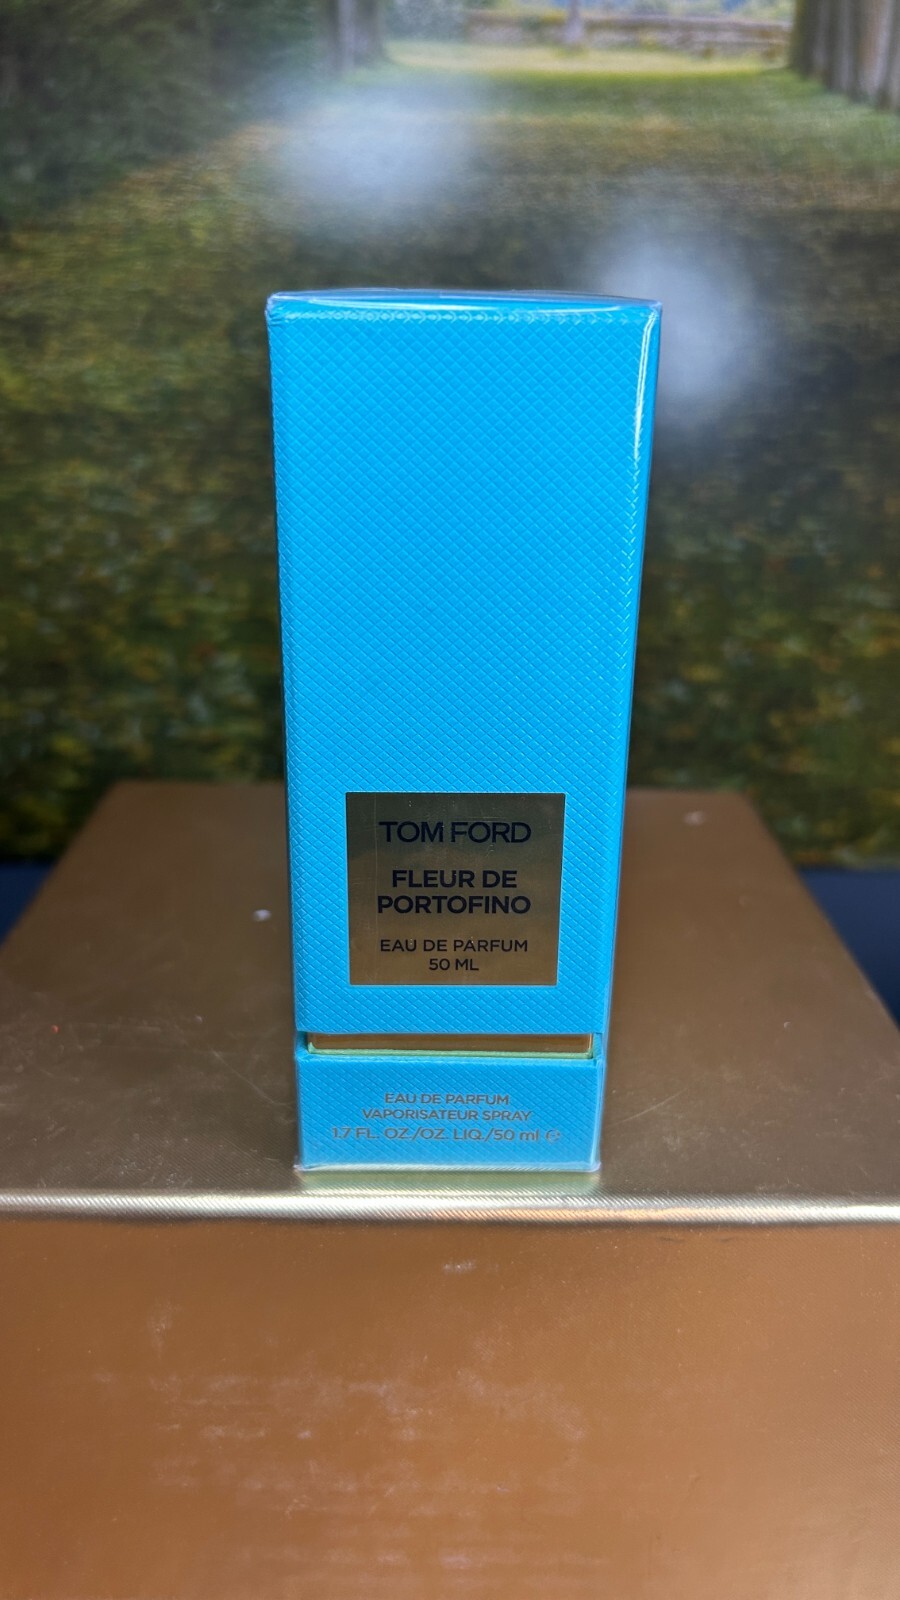 TOM FORD
FLEUR DE
PORTOFINO
EAU DE PARFUM
50 ML
EAU DE PARFUM
VAPORISATEUR SPRAY
1.7 FL. OZ./OZ. LIQ./50 ml ℮